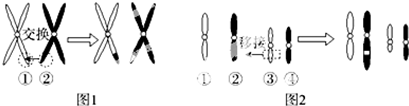 交换
① ②
图1
移接
① ② ③ ④
图2